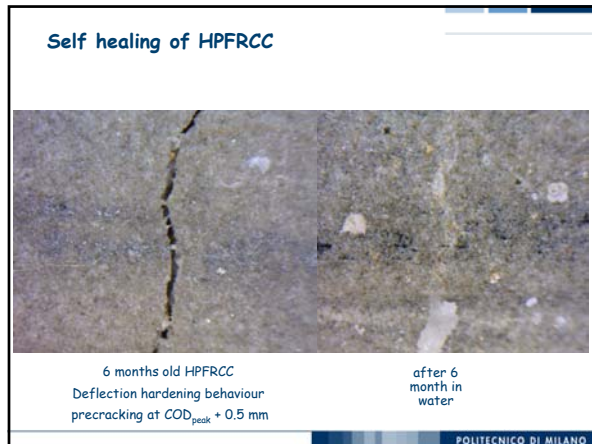 Self healing of HPFRCC
6 months old HPFRCC
Deflection hardening behaviour
precracking at CODpeak + 0.5 mm
after 6
month in
water
POLITECNICO DI MILANO